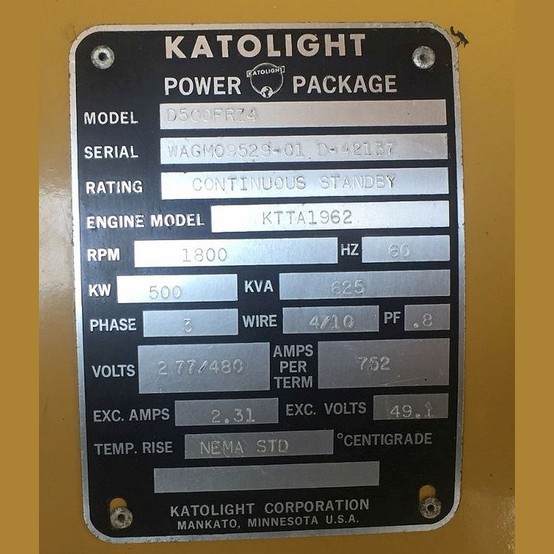 KATOLIGHT
POWER KATOLIGHT PACKAGE
MODEL D500FRZ4
SERIAL WAGMO9529-01 D-42137
RATING CONTINUOUS STANDBY
ENGINE MODEL KTTA1962
RPM 1800 HZ 60
KW 500 KVA 625
PHASE 3 WIRE 4/10 PF .8
VOLTS 277/480 AMPS PER TERM 752
EXC. AMPS 2.31 EXC. VOLTS 49.1
TEMP. RISE NEMA STD °CENTIGRADE
KATOLIGHT CORPORATION
MANKATO, MINNESOTA U.S.A.